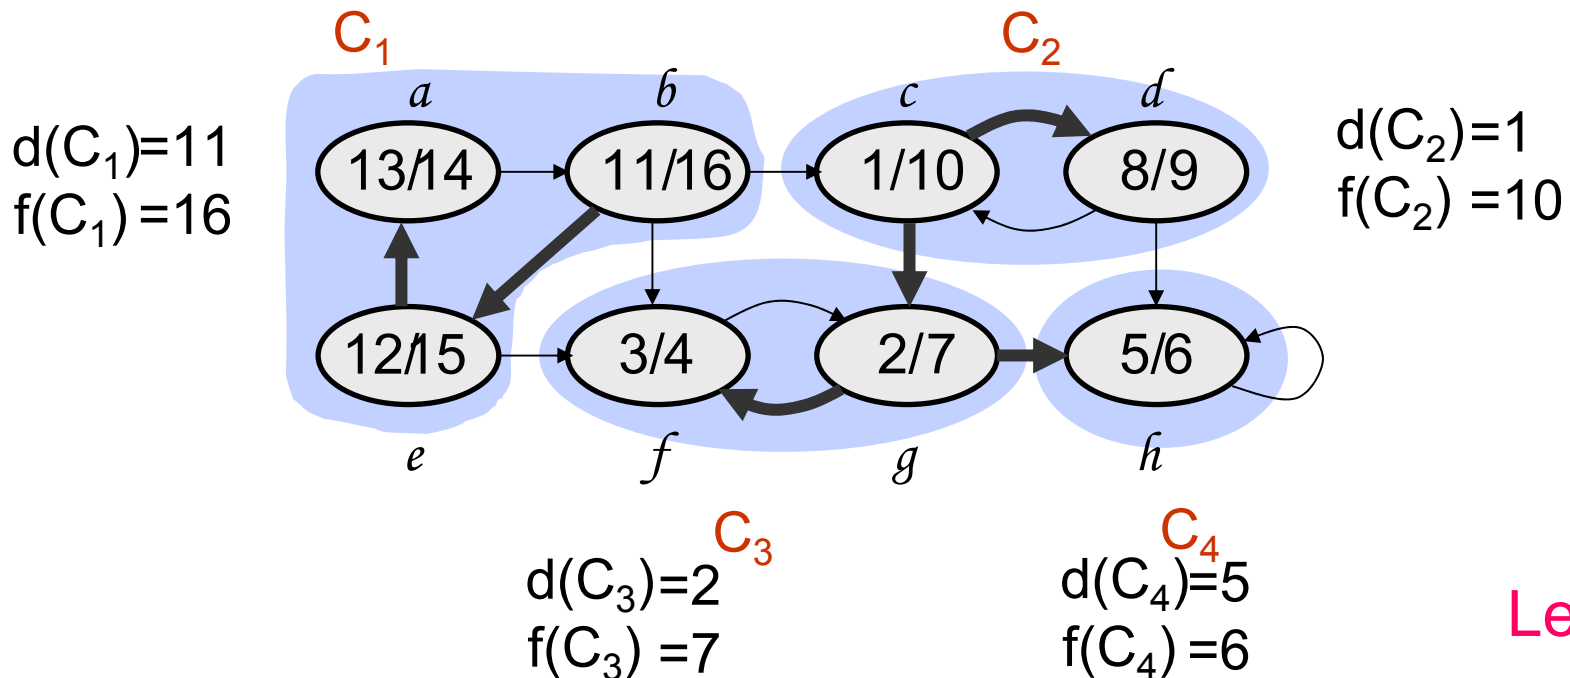 C₁ C₂
a b c d
d(C₁)=11
f(C₁) =16
13/14 11/16 1/10 8/9
d(C₂)=1
f(C₂) =10
12/15 3/4 2/7 5/6
e f g h
C₃ C₄
d(C₃)=2
f(C₃) =7
d(C₄)=5
f(C₄) =6
Le